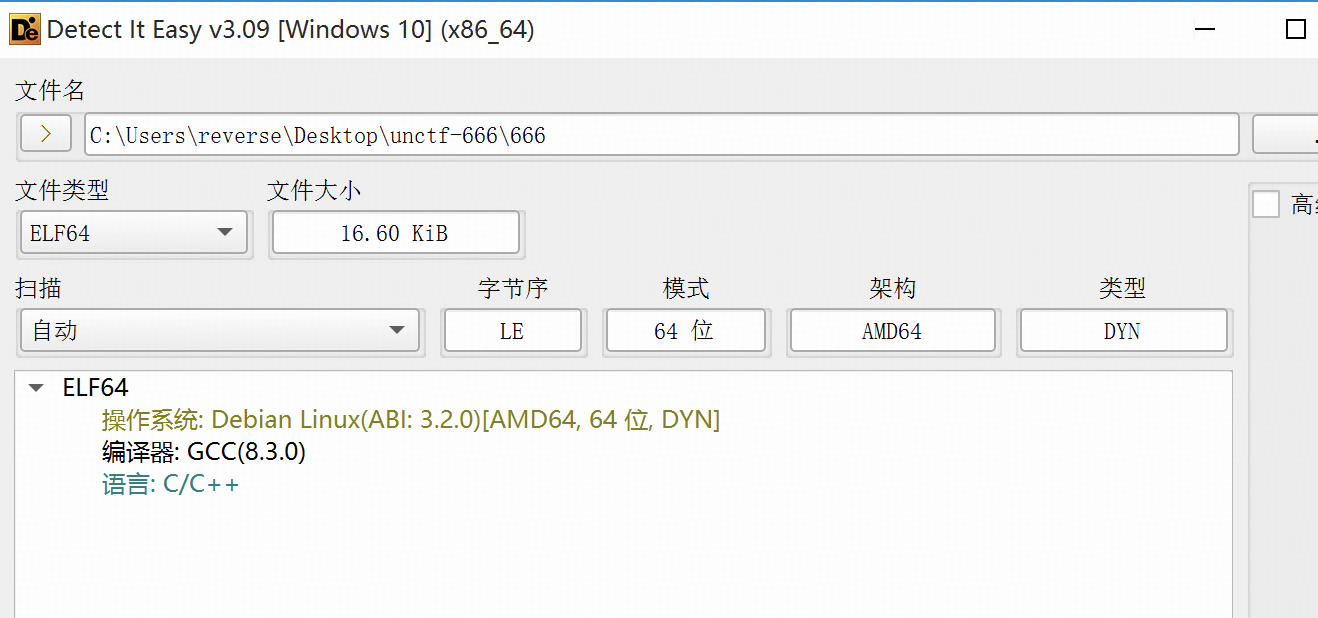 Detect It Easy v3.09 [Windows 10] (x86_64)
文件名
C:\Users\reverse\Desktop\unctf-666\666
文件类型 文件大小
ELF64 16.60 KiB
高
扫描 字节序 模式 架构 类型
自动 LE 64 位 AMD64 DYN
ELF64
操作系统: Debian Linux(ABI: 3.2.0)[AMD64, 64 位, DYN]
编译器: GCC(8.3.0)
语言: C/C++